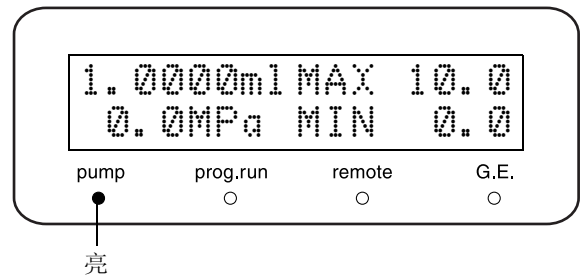 1.0000ml MAX 10.0
0.0MPa MIN 0.0
pump prog.run remote G.E.
亮